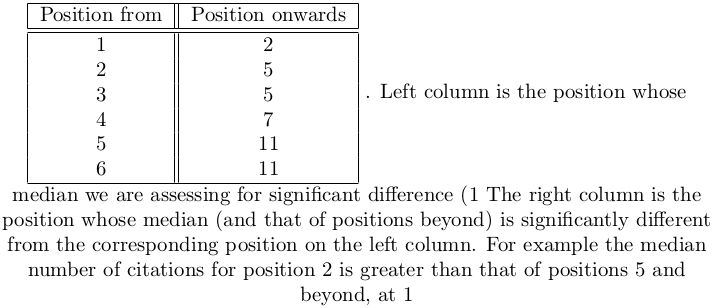 Position from Position onwards
1 2
2 5
3 5
4 7
5 11
6 11
. Left column is the position whose
median we are assessing for significant difference (1 The right column is the
position whose median (and that of positions beyond) is significantly different
from the corresponding position on the left column. For example the median
number of citations for position 2 is greater than that of positions 5 and
beyond, at 1